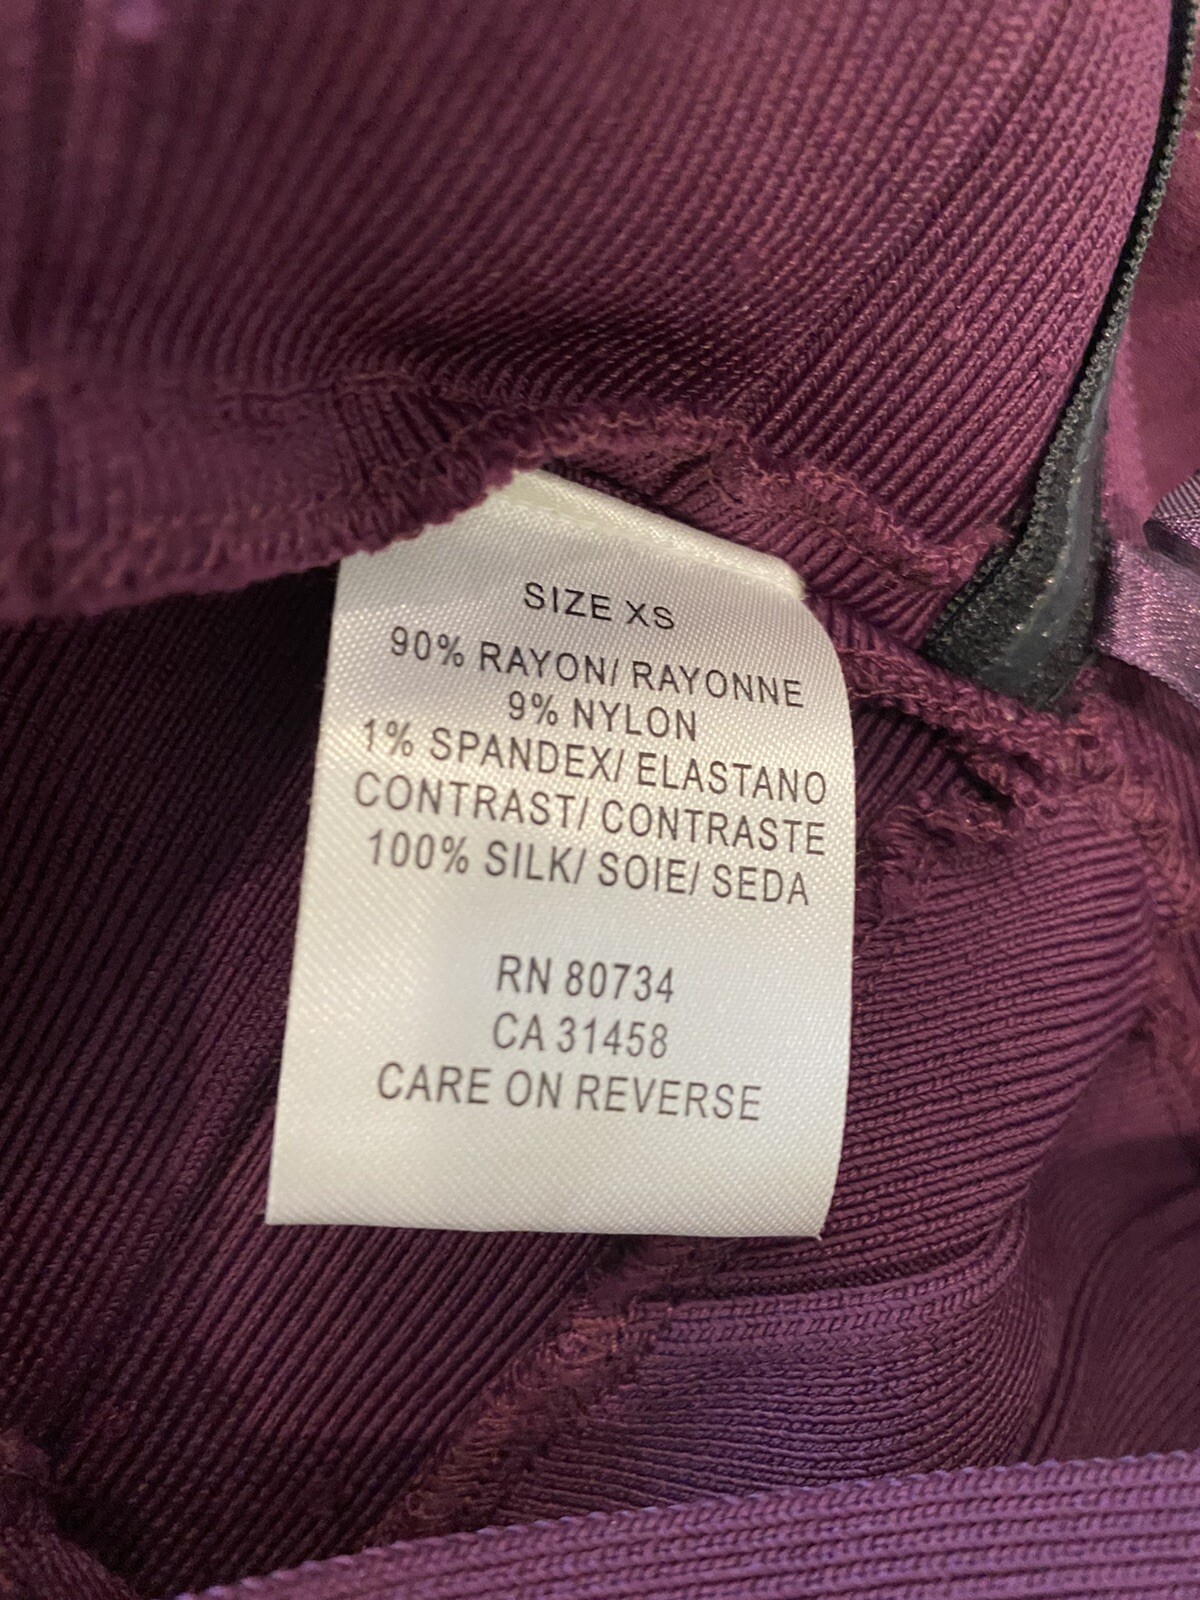 SIZE XS
90% RAYON/ RAYONNE
9% NYLON
1% SPANDEX/ ELASTANO
CONTRAST/ CONTRASTE
100% SILK/ SOIE/ SEDA
RN 80734
CA 31458
CARE ON REVERSE